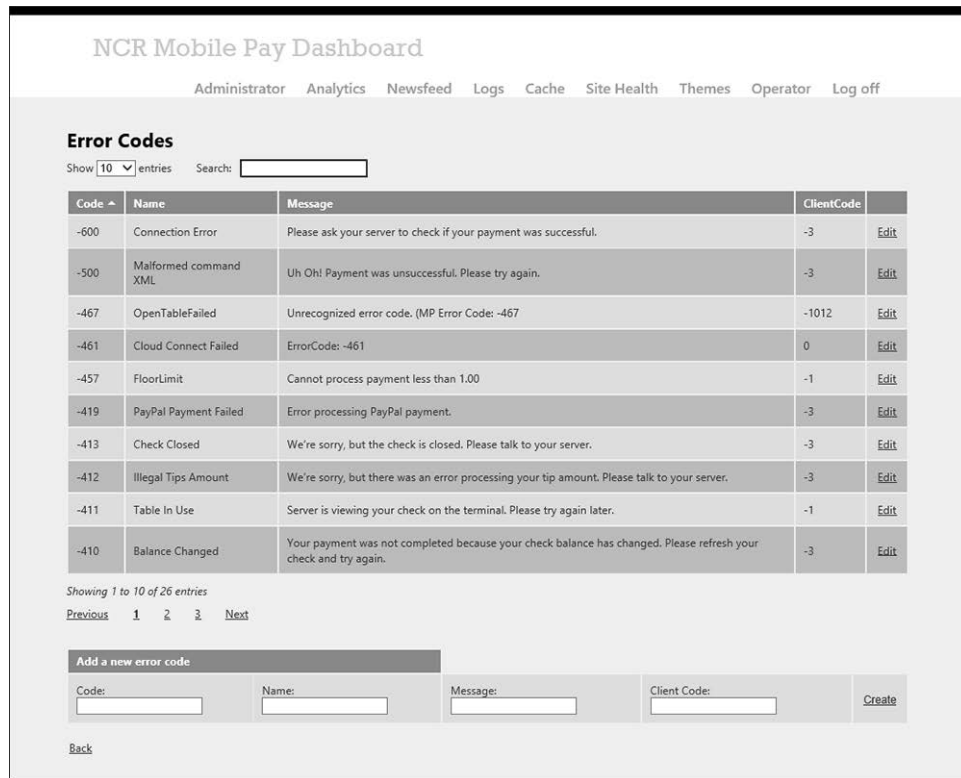 NCR Mobile Pay Dashboard
Administrator Analytics Newsfeed Logs Cache Site Health Themes Operator Log off
Error Codes
Show 10 entries Search:
Code Name Message ClientCode
-600 Connection Error Please ask your server to check if your payment was successful. -3 Edit
-500 Malformed command XML Uh Oh! Payment was unsuccessful. Please try again. -3 Edit
-467 OpenTableFailed Unrecognized error code. (MP Error Code: -467 -1012 Edit
-461 Cloud Connect Failed ErrorCode: -461 0 Edit
-457 FloorLimit Cannot process payment less than 1.00 -1 Edit
-419 PayPal Payment Failed Error processing PayPal payment. -3 Edit
-413 Check Closed We're sorry, but the check is closed. Please talk to your server. -3 Edit
-412 Illegal Tips Amount We're sorry, but there was an error processing your tip amount. Please talk to your server. -3 Edit
-411 Table In Use Server is viewing your check on the terminal. Please try again later. -1 Edit
-410 Balance Changed Your payment was not completed because your check balance has changed. Please refresh your check and try again. -3 Edit
Showing 1 to 10 of 26 entries
Previous 1 2 3 Next
Add a new error code
Code: Name: Message: Client Code: Create
Back